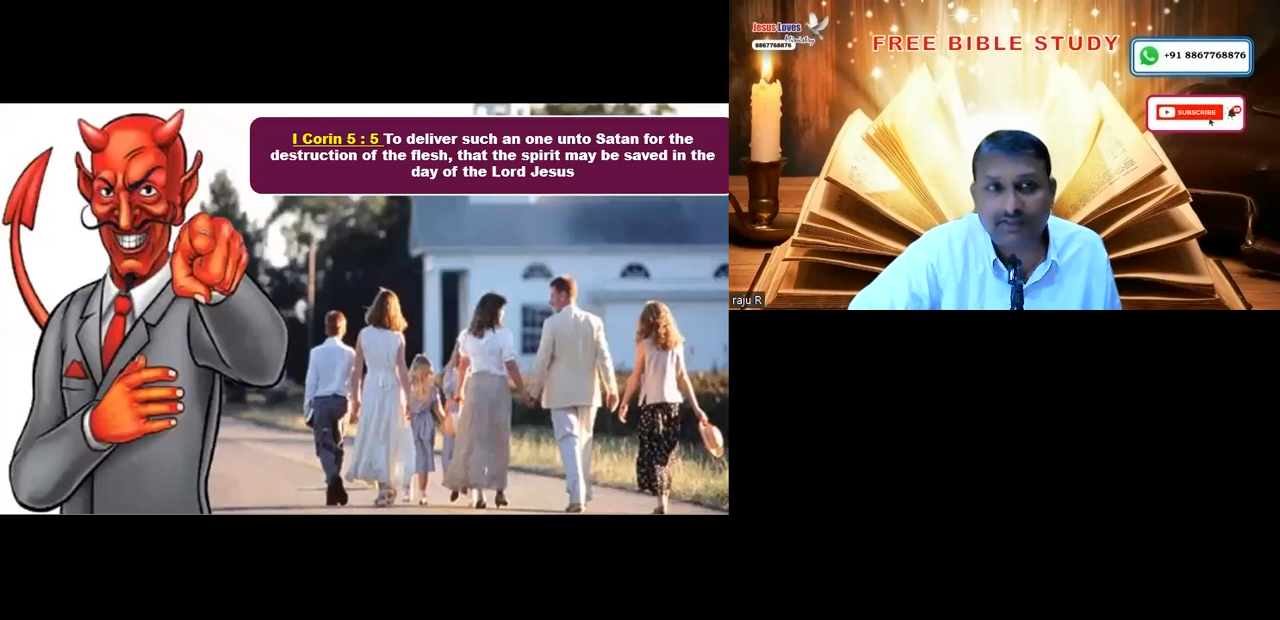 I Corin 5 : 5 To deliver such an one unto Satan for the
destruction of the flesh, that the spirit may be saved in the
day of the Lord Jesus
Jesus Loves
Ministry
8867768876
FREE BIBLE STUDY
+91 8867768876
SUBSCRIBE
raju R